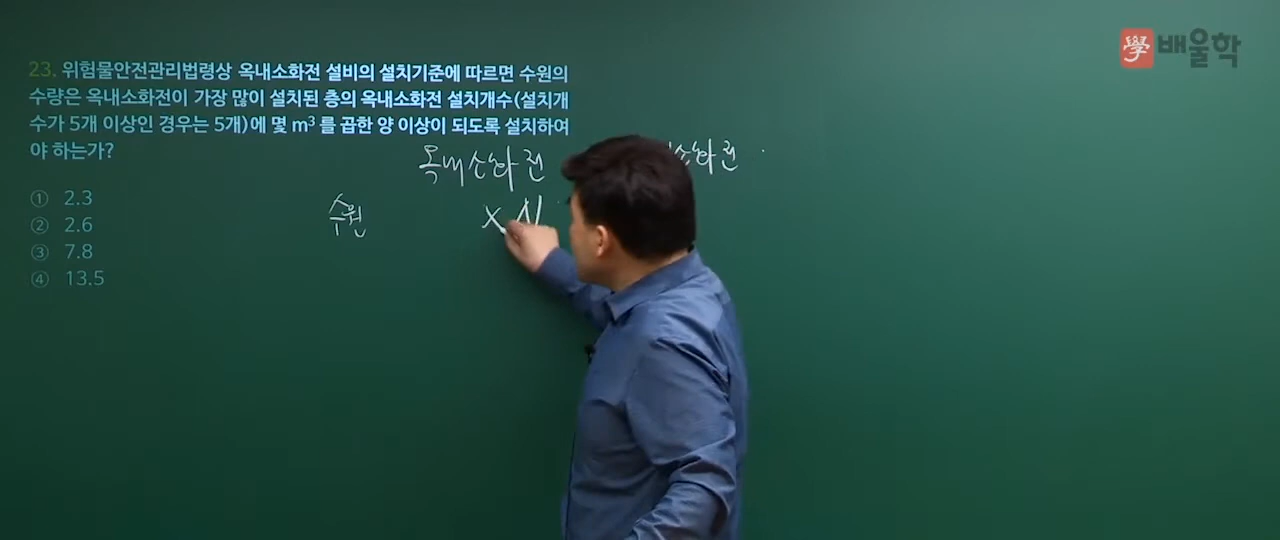 學 배울학
23. 위험물안전관리법령상 옥내소화전 설비의 설치기준에 따르면 수원의
수량은 옥내소화전이 가장 많이 설치된 층의 옥내소화전 설치개수(설치개
수가 5개 이상인 경우는 5개)에 몇 m³ 를 곱한 양 이상이 되도록 설치하여
야 하는가?
① 2.3
② 2.6
③ 7.8
④ 13.5
옥내소화전 소화전
수원 X N